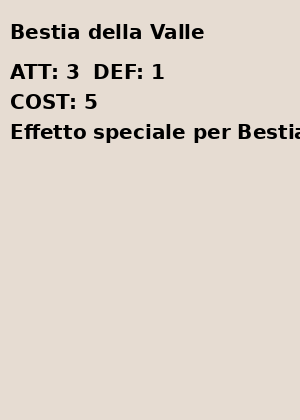 Bestia della Valle
ATT: 3  DEF: 1
COST: 5
Effetto speciale per Bestia